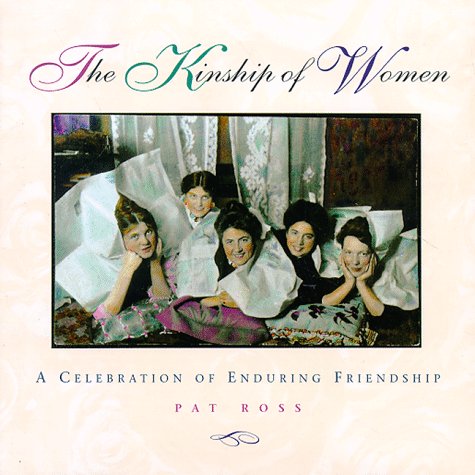 The Kinship of Women
A CELEBRATION OF ENDURING FRIENDSHIP
PAT ROSS